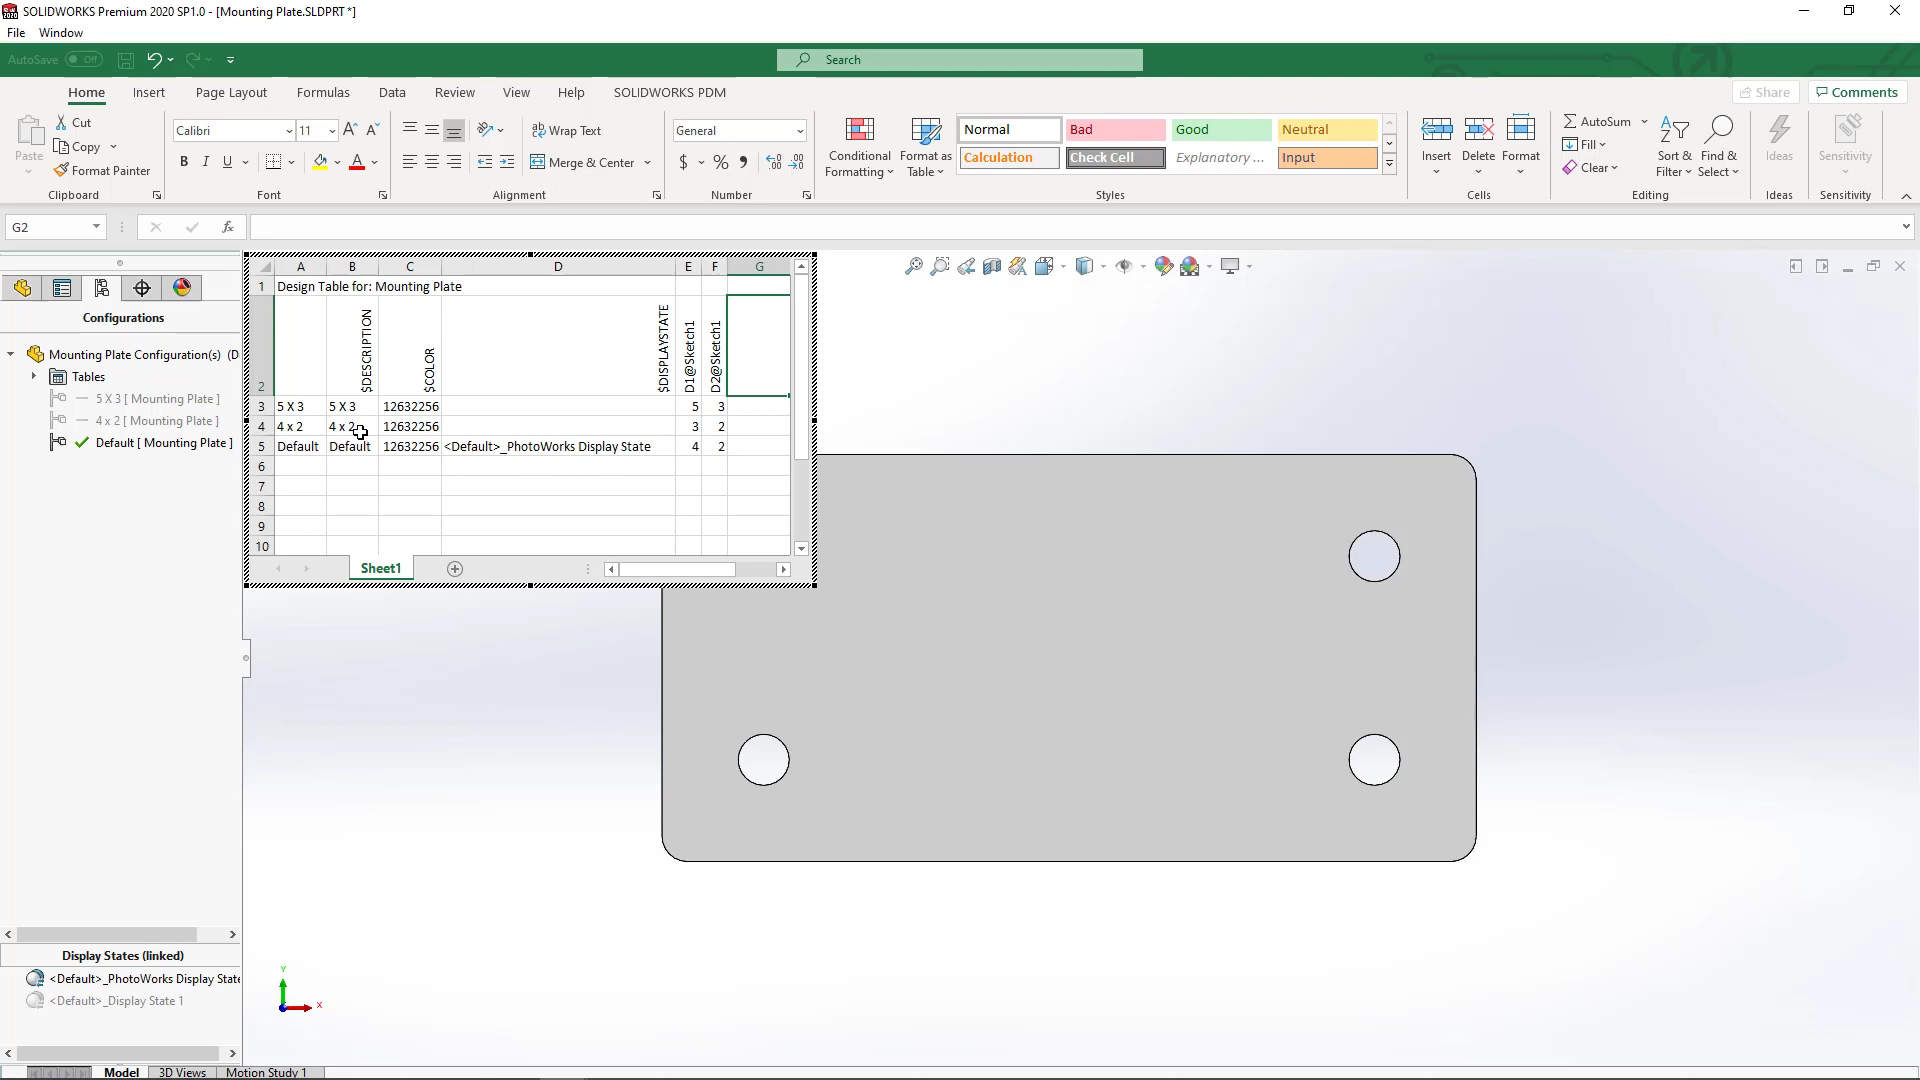 SOLIDWORKS Premium 2020 SP1.0 - [Mounting Plate.SLDPRT *]
File Window
AutoSave Off Search
Home Insert Page Layout Formulas Data Review View Help SOLIDWORKS PDM Share Comments
Paste Cut Copy Format Painter
Calibri 11
Wrap Text
Merge & Center
General
Conditional Formatting
Format as Table
Normal Bad Good Neutral
Calculation Check Cell Explanatory ... Input
Insert Delete Format
AutoSum
Fill
Clear
Sort & Filter
Find & Select
Ideas
Sensitivity
Clipboard Font Alignment Number Styles Cells Editing Ideas Sensitivity
G2 fx
A B C D E F G
1 Design Table for: Mounting Plate
2 $DESCRIPTION $COLOR $DISPLAYSTATE D1@Sketch1 D2@Sketch1
3 5 X 3 5 X 3 12632256 5 3
4 4 x 2 4 x 2 12632256 3 2
5 Default Default 12632256 <Default>_PhotoWorks Display State 4 2
6
7
8
9
10
Sheet1
Configurations
Mounting Plate Configuration(s) (D
Tables
5 X 3 [ Mounting Plate ]
4 x 2 [ Mounting Plate ]
Default [ Mounting Plate ]
Display States (linked)
<Default>_PhotoWorks Display State
<Default>_Display State 1
Y
X
Model 3D Views Motion Study 1